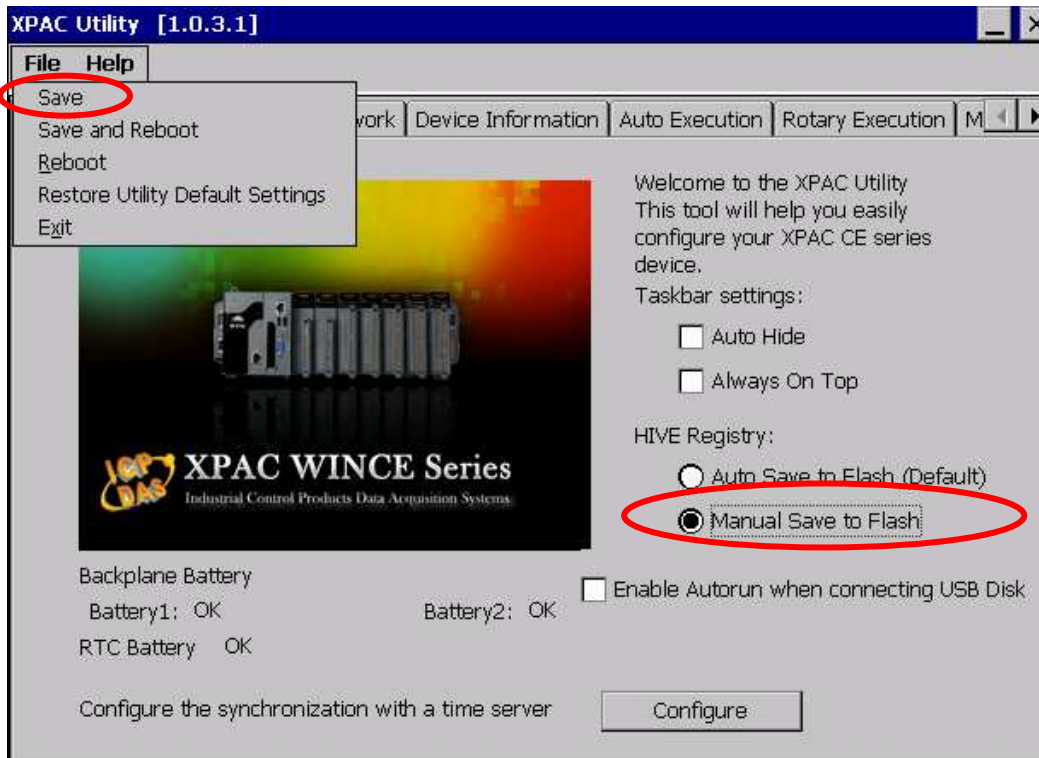 XPAC Utility [1.0.3.1]
File Help
Save
Save and Reboot
Reboot
Restore Utility Default Settings
Exit
Device Information Auto Execution Rotary Execution
Welcome to the XPAC Utility
This tool will help you easily
configure your XPAC CE series
device.
Taskbar settings:
Auto Hide
Always On Top
HIVE Registry:
Auto Save to Flash (Default)
Manual Save to Flash
ICP
DAS
XPAC WINCE Series
Industrial Control Products Data Acquisition Systems
Backplane Battery
Battery1: OK Battery2: OK
RTC Battery OK
Enable Autorun when connecting USB Disk
Configure the synchronization with a time server Configure